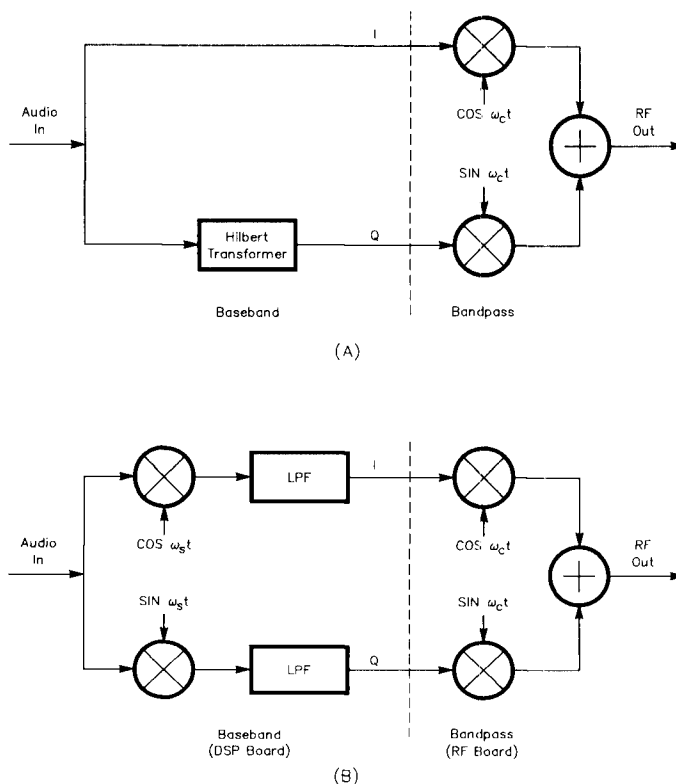 I
Audio
In
COS ωct
RF
Out
SIN ωct
Hilbert
Transformer
Q
Baseband
Bandpass
(A)
LPF
I
Audio
In
COS ωst
COS ωct
RF
Out
SIN ωst
SIN ωct
LPF
Q
Baseband
(DSP Board)
Bandpass
(RF Board)
(B)